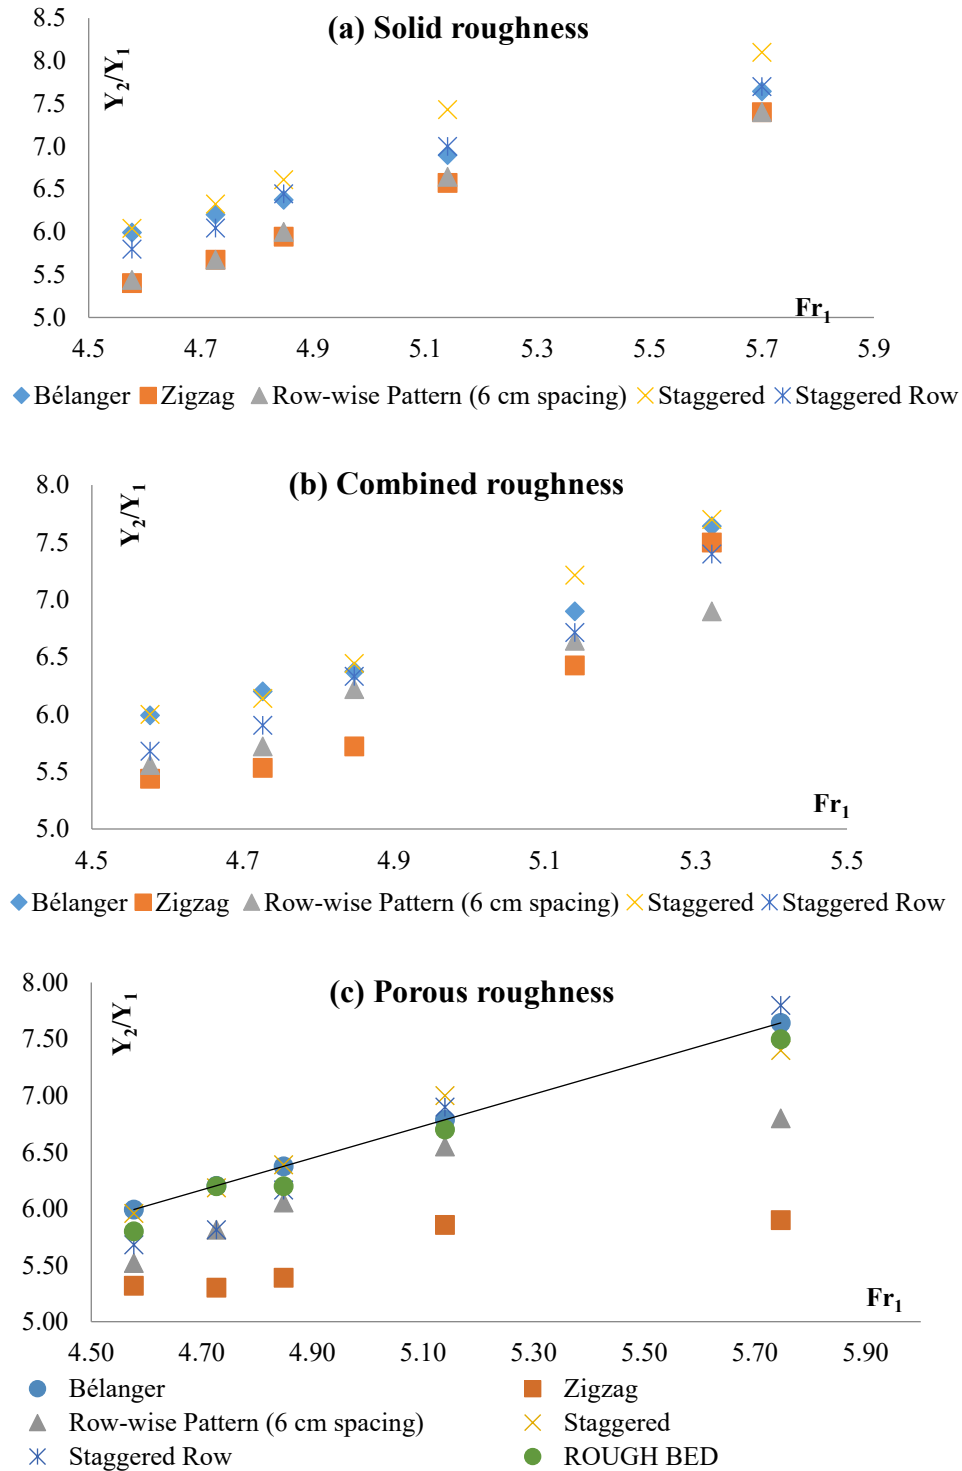 (a) Solid roughness
Y₂/Y₁
8.5
8.0
7.5
7.0
6.5
6.0
5.5
5.0
Fr₁
4.5 4.7 4.9 5.1 5.3 5.5 5.7 5.9
Bélanger Zigzag Row-wise Pattern (6 cm spacing) Staggered Staggered Row
(b) Combined roughness
Y₂/Y₁
8.0
7.5
7.0
6.5
6.0
5.5
5.0
Fr₁
4.5 4.7 4.9 5.1 5.3 5.5
Bélanger Zigzag Row-wise Pattern (6 cm spacing) Staggered Staggered Row
(c) Porous roughness
Y₂/Y₁
8.00
7.50
7.00
6.50
6.00
5.50
5.00
Fr₁
4.50 4.70 4.90 5.10 5.30 5.50 5.70 5.90
Bélanger Zigzag
Row-wise Pattern (6 cm spacing) Staggered
Staggered Row ROUGH BED